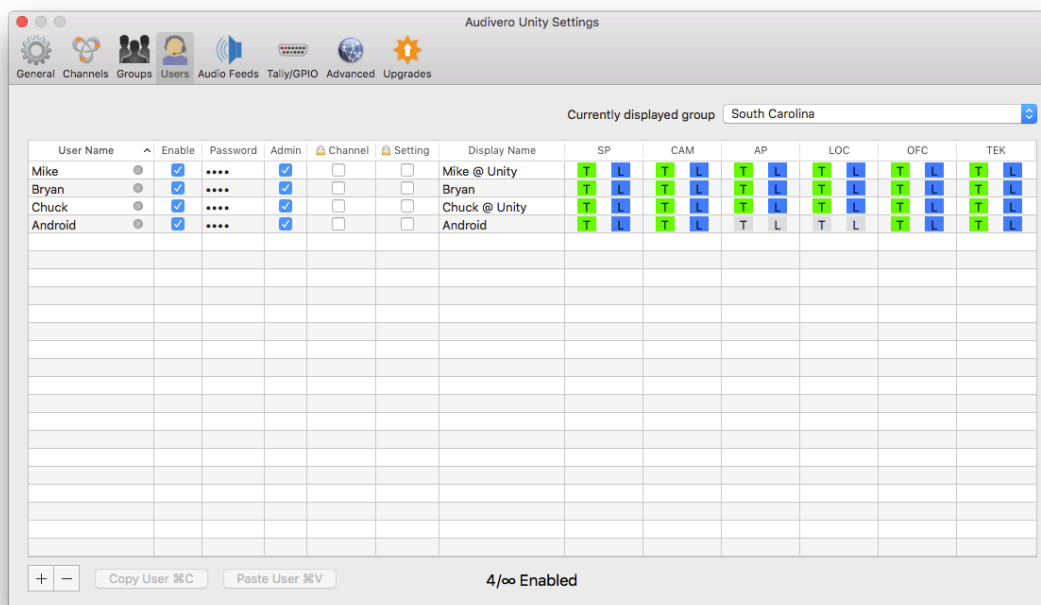 Audivero Unity Settings
General Channels Groups Users Audio Feeds Tally/GPIO Advanced Upgrades
Currently displayed group South Carolina
User Name Enable Password Admin Channel Setting Display Name SP CAM AP LOC OFC TEK
Mike •••• Mike @ Unity T L T L T L T L T L T L
Bryan •••• Bryan T L T L T L T L T L T L
Chuck •••• Chuck @ Unity T L T L T L T L T L T L
Android •••• Android T L T L T L T L T L T L
+ − Copy User ⌘C Paste User ⌘V 4/∞ Enabled